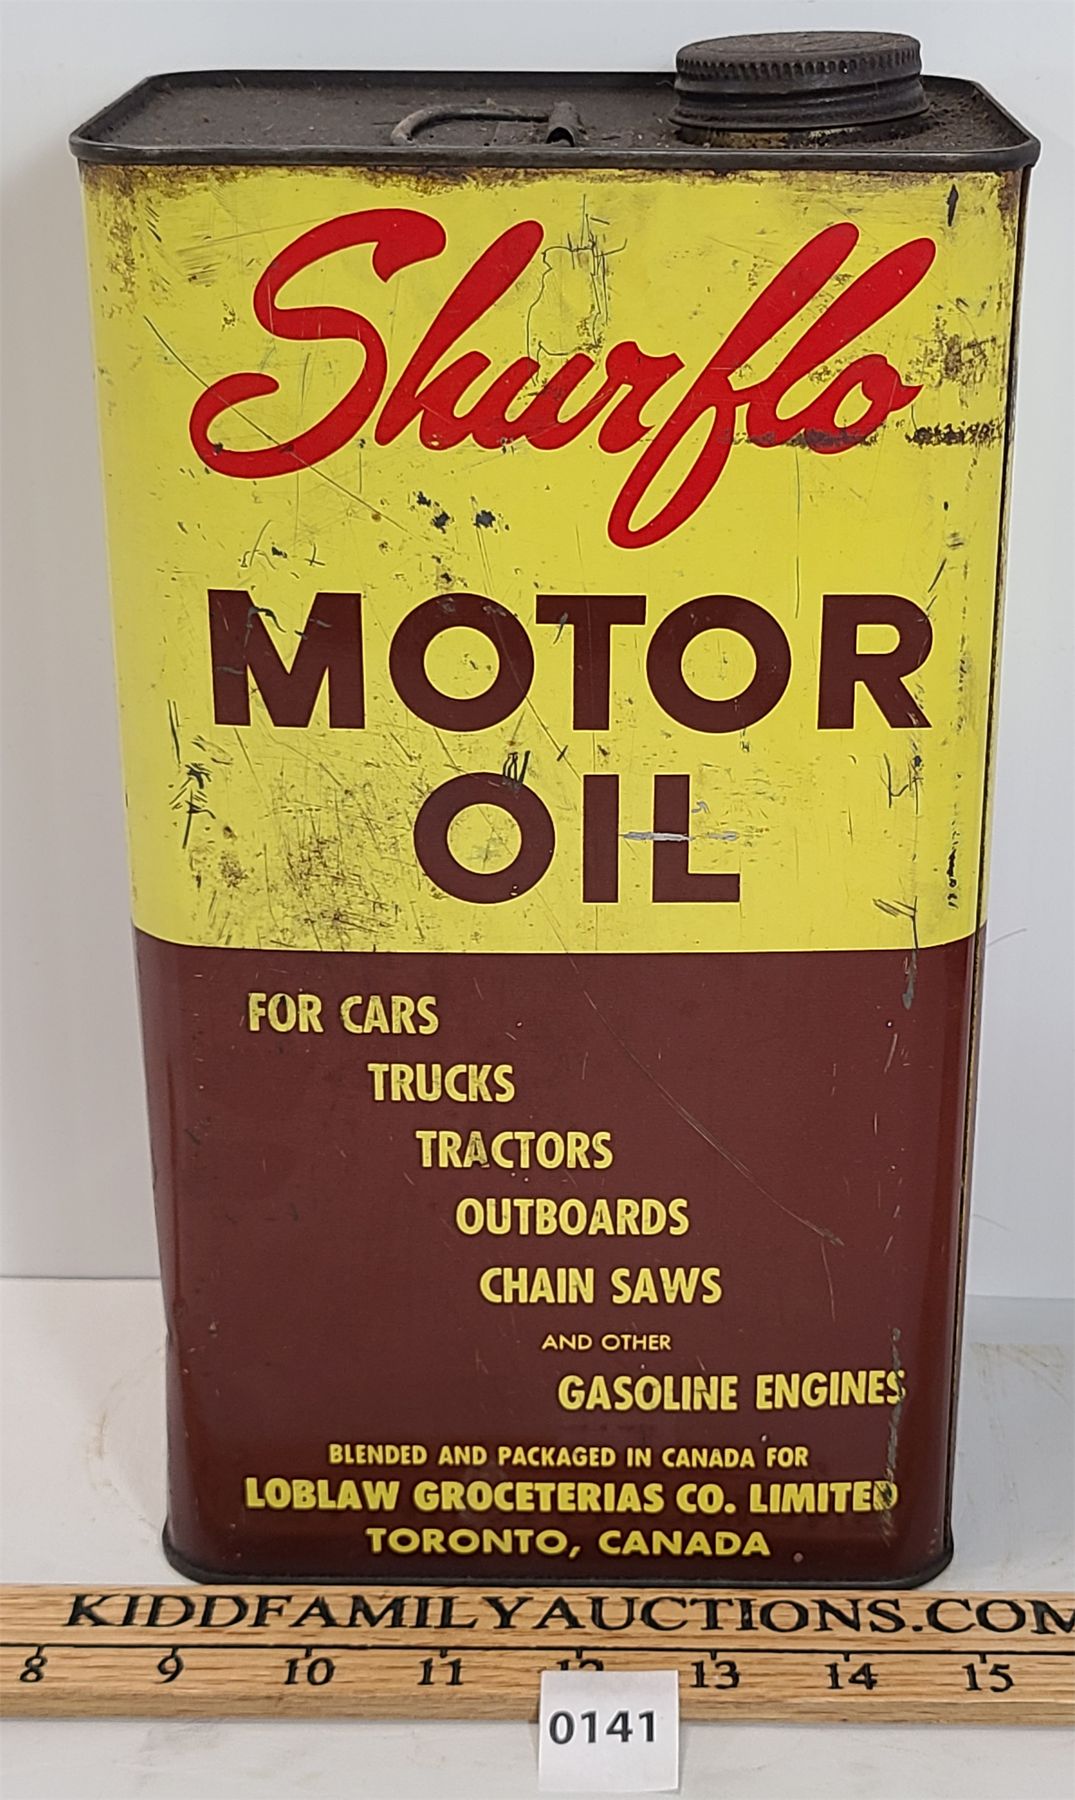 Shurflo
MOTOR
OIL
FOR CARS
TRUCKS
TRACTORS
OUTBOARDS
CHAIN SAWS
AND OTHER
GASOLINE ENGINES
BLENDED AND PACKAGED IN CANADA FOR
LOBLAW GROCETERIAS CO. LIMITED
TORONTO, CANADA
KIDDFAMILYAUCTIONS.COM
8 9 10 11 12 13 14 15
0141